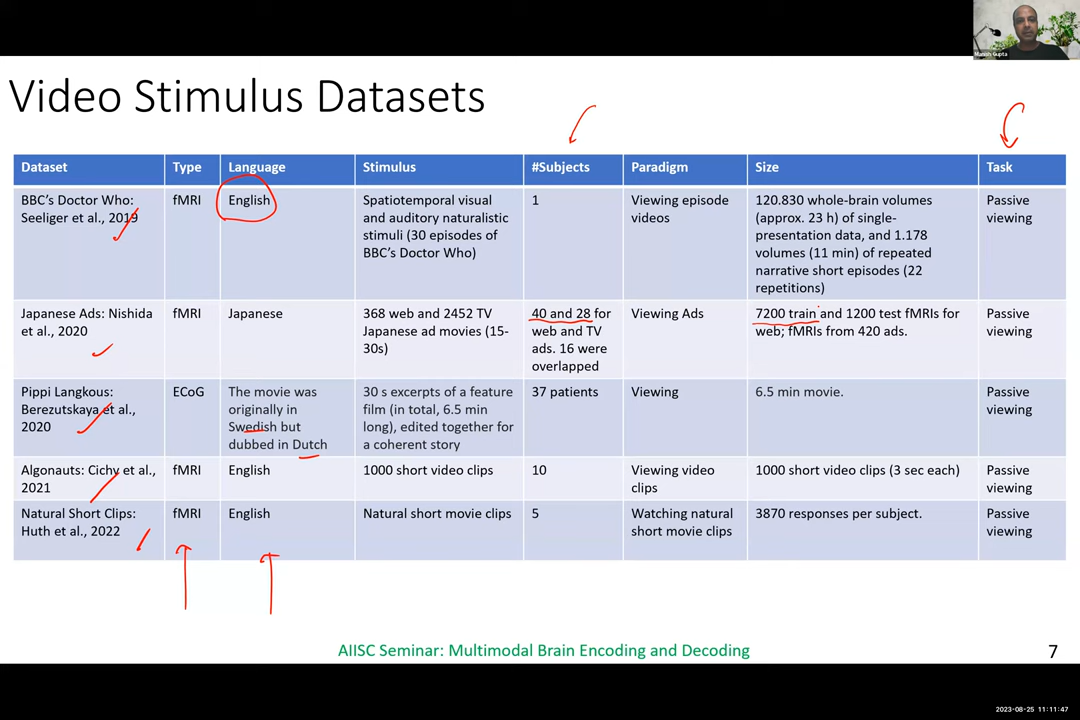 Manish Gupta
Video Stimulus Datasets
Dataset
Type
Language
Stimulus
#Subjects
Paradigm
Size
Task
BBC's Doctor Who:
Seeliger et al., 2019
fMRI
English
Spatiotemporal visual
and auditory naturalistic
stimuli (30 episodes of
BBC's Doctor Who)
1
Viewing episode
videos
120.830 whole-brain volumes
(approx. 23 h) of single-
presentation data, and 1.178
volumes (11 min) of repeated
narrative short episodes (22
repetitions)
Passive
viewing
Japanese Ads: Nishida
et al., 2020
fMRI
Japanese
368 web and 2452 TV
Japanese ad movies (15-
30s)
40 and 28 for
web and TV
ads. 16 were
overlapped
Viewing Ads
7200 train and 1200 test fMRIs for
web; fMRIs from 420 ads.
Passive
viewing
Pippi Langkous:
Berezutskaya et al.,
2020
ECoG
The movie was
originally in
Swedish but
dubbed in Dutch
30 s excerpts of a feature
film (in total, 6.5 min
long), edited together for
a coherent story
37 patients
Viewing
6.5 min movie.
Passive
viewing
Algonauts: Cichy et al.,
2021
fMRI
English
1000 short video clips
10
Viewing video
clips
1000 short video clips (3 sec each)
Passive
viewing
Natural Short Clips:
Huth et al., 2022
fMRI
English
Natural short movie clips
5
Watching natural
short movie clips
3870 responses per subject.
Passive
viewing
AIISC Seminar: Multimodal Brain Encoding and Decoding
7
2023-08-25 11:11:47